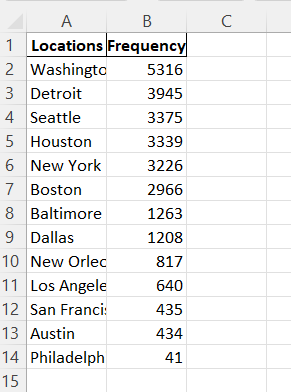 A B C
1 Locations Frequency
2 Washingto 5316
3 Detroit 3945
4 Seattle 3375
5 Houston 3339
6 New York 3226
7 Boston 2966
8 Baltimore 1263
9 Dallas 1208
10 New Orlea 817
11 Los Angele 640
12 San Francis 435
13 Austin 434
14 Philadelph 41
15